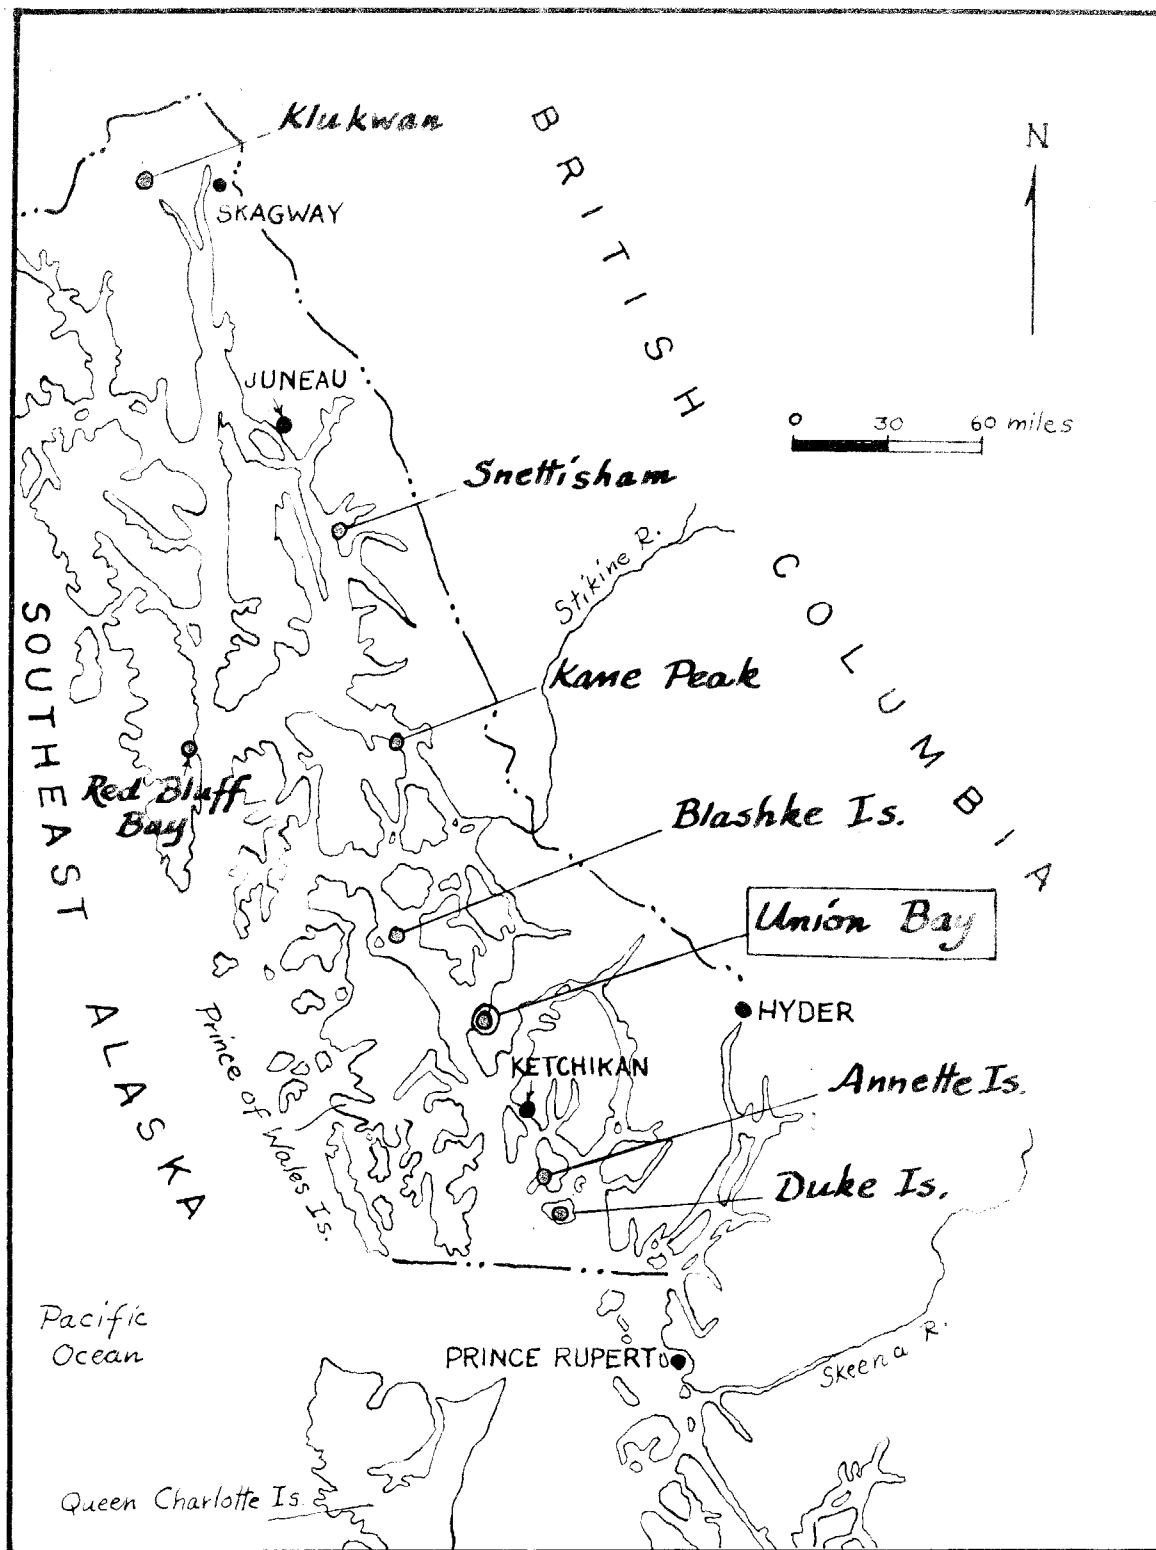 Klukwan
BRITISH
N
SKAGWAY
JUNEAU
0 30 60 miles
Snettisham
Stikine R.
COLUMBIA
SOUTHEAST
Kane Peak
Red Bluff
Bay
Blashke Is.
Union Bay
HYDER
ALASKA
Prince of Wales Is.
KETCHIKAN
Annette Is.
Duke Is.
Pacific
Ocean
PRINCE RUPERT
Skeena R.
Queen Charlotte Is.